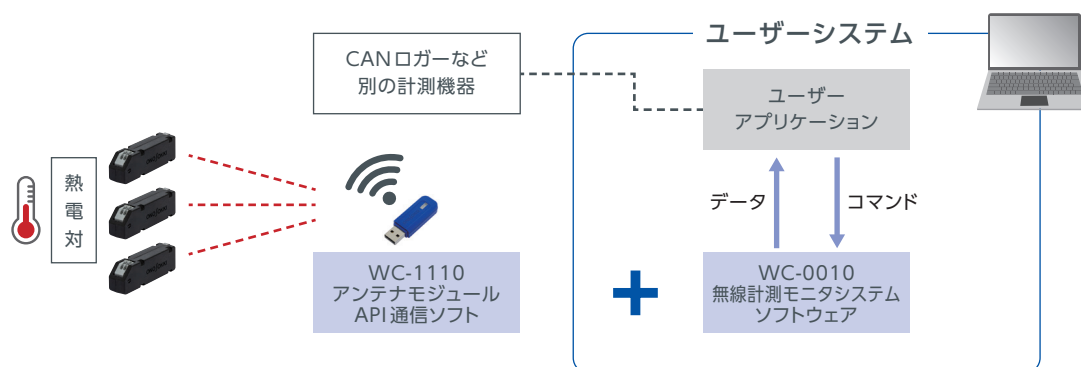 ユーザーシステム
CANロガーなど
別の計測機器
ユーザー
アプリケーション
熱電対
データ
コマンド
WC-1110
アンテナモジュール
API通信ソフト
WC-0010
無線計測モニタシステム
ソフトウェア